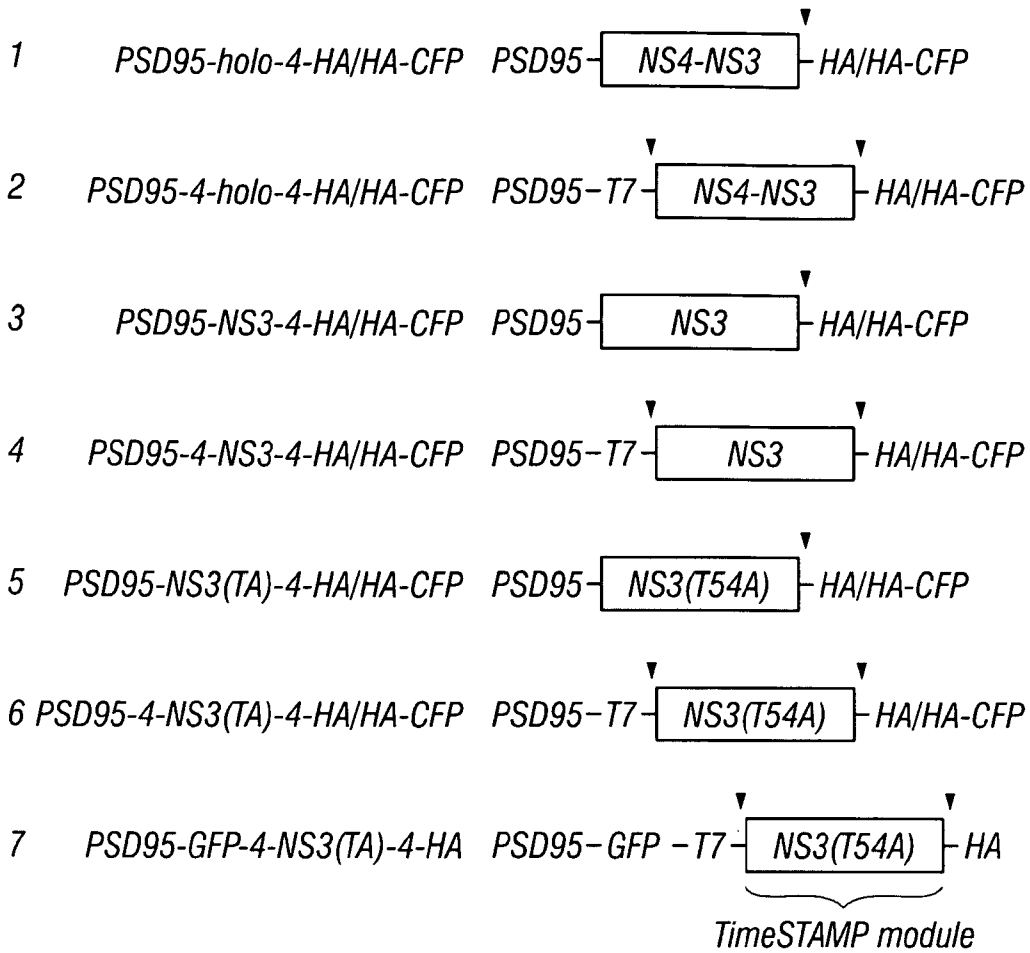 1 PSD95-holo-4-HA/HA-CFP PSD95- NS4-NS3 -HA/HA-CFP
2 PSD95-4-holo-4-HA/HA-CFP PSD95-T7- NS4-NS3 -HA/HA-CFP
3 PSD95-NS3-4-HA/HA-CFP PSD95- NS3 -HA/HA-CFP
4 PSD95-4-NS3-4-HA/HA-CFP PSD95-T7- NS3 -HA/HA-CFP
5 PSD95-NS3(TA)-4-HA/HA-CFP PSD95- NS3(T54A) -HA/HA-CFP
6 PSD95-4-NS3(TA)-4-HA/HA-CFP PSD95-T7- NS3(T54A) -HA/HA-CFP
7 PSD95-GFP-4-NS3(TA)-4-HA PSD95-GFP -T7- NS3(T54A) -HA
TimeSTAMP module